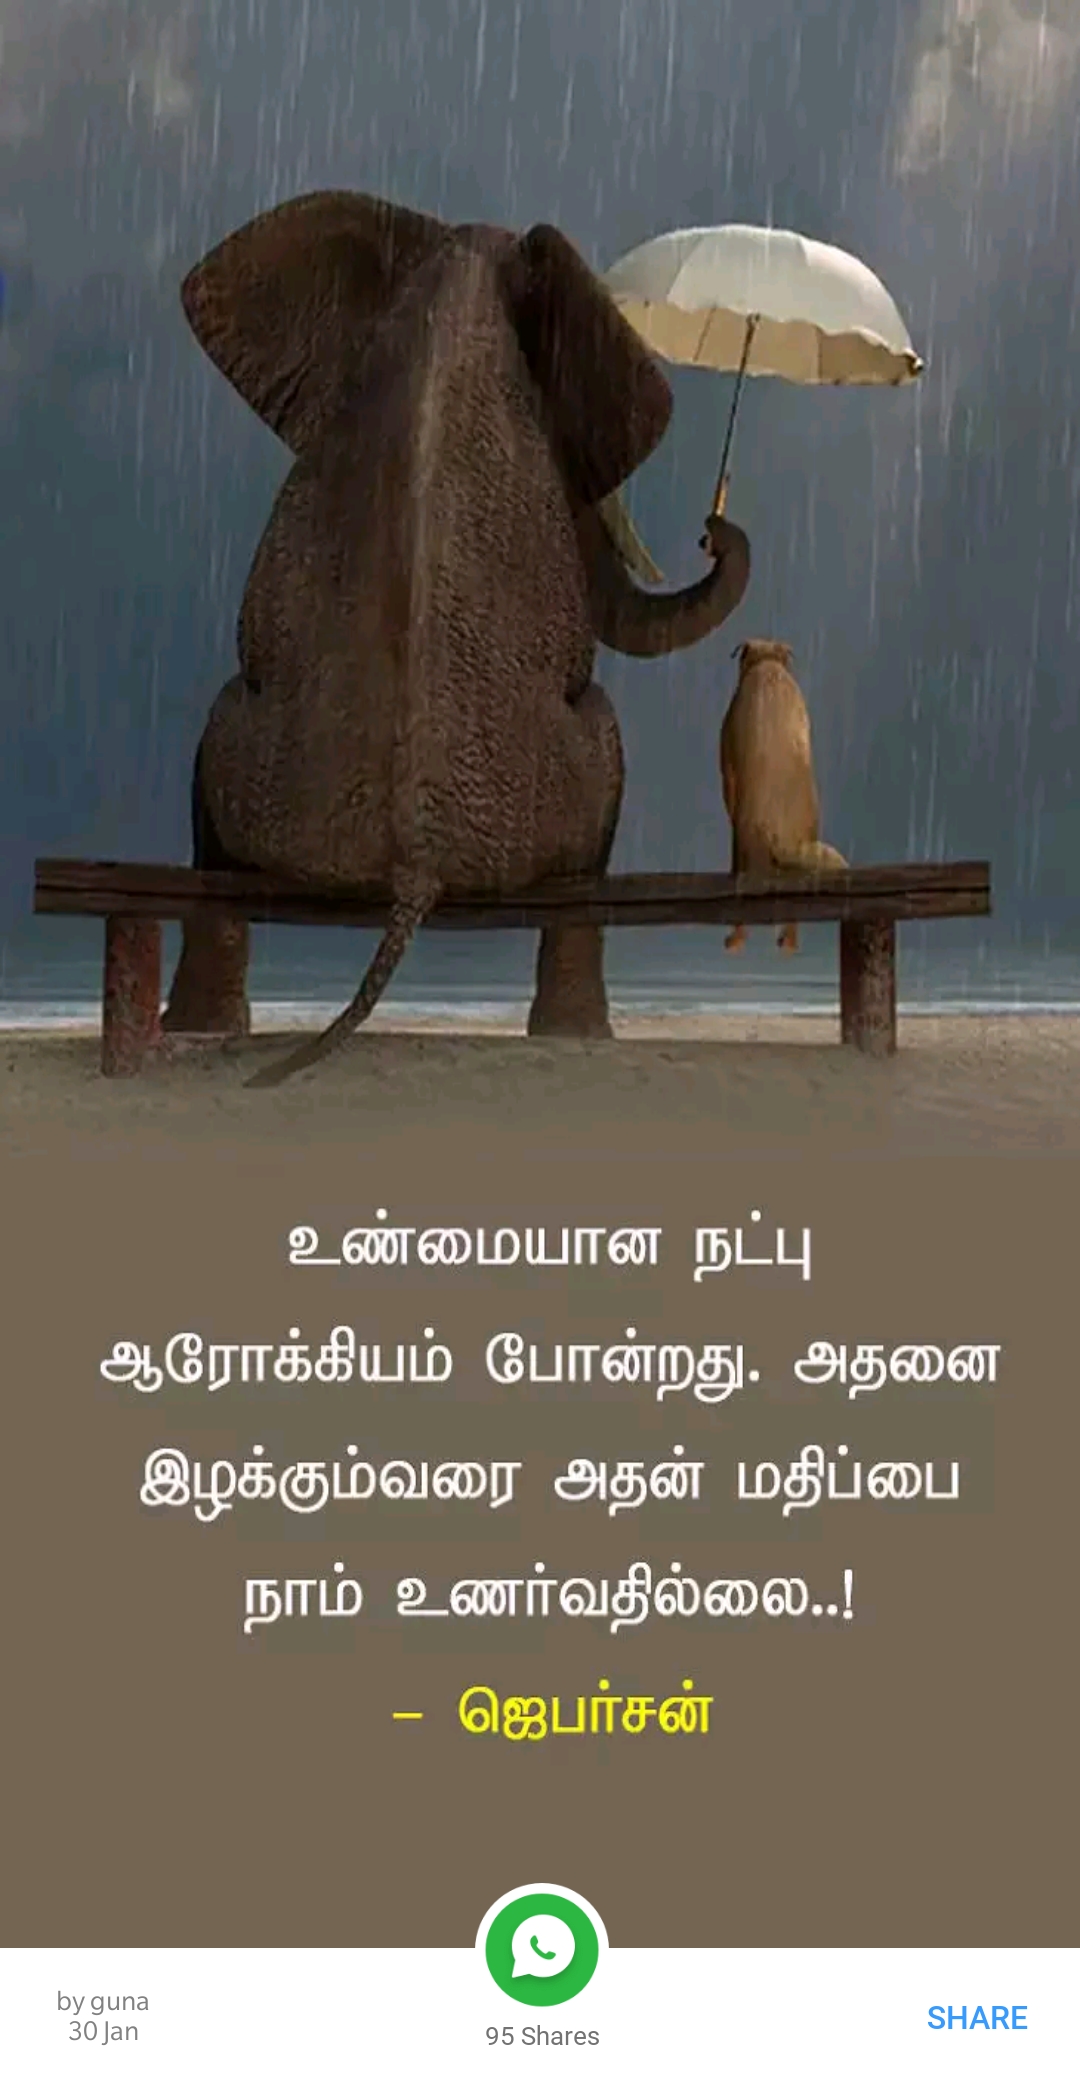 உண்மையான நட்பு
ஆரோக்கியம் போன்றது. அதனை
இழக்கும்வரை அதன் மதிப்பை
நாம் உணர்வதில்லை..!
– ஜெபர்சன்
by guna
30 Jan
95 Shares
SHARE